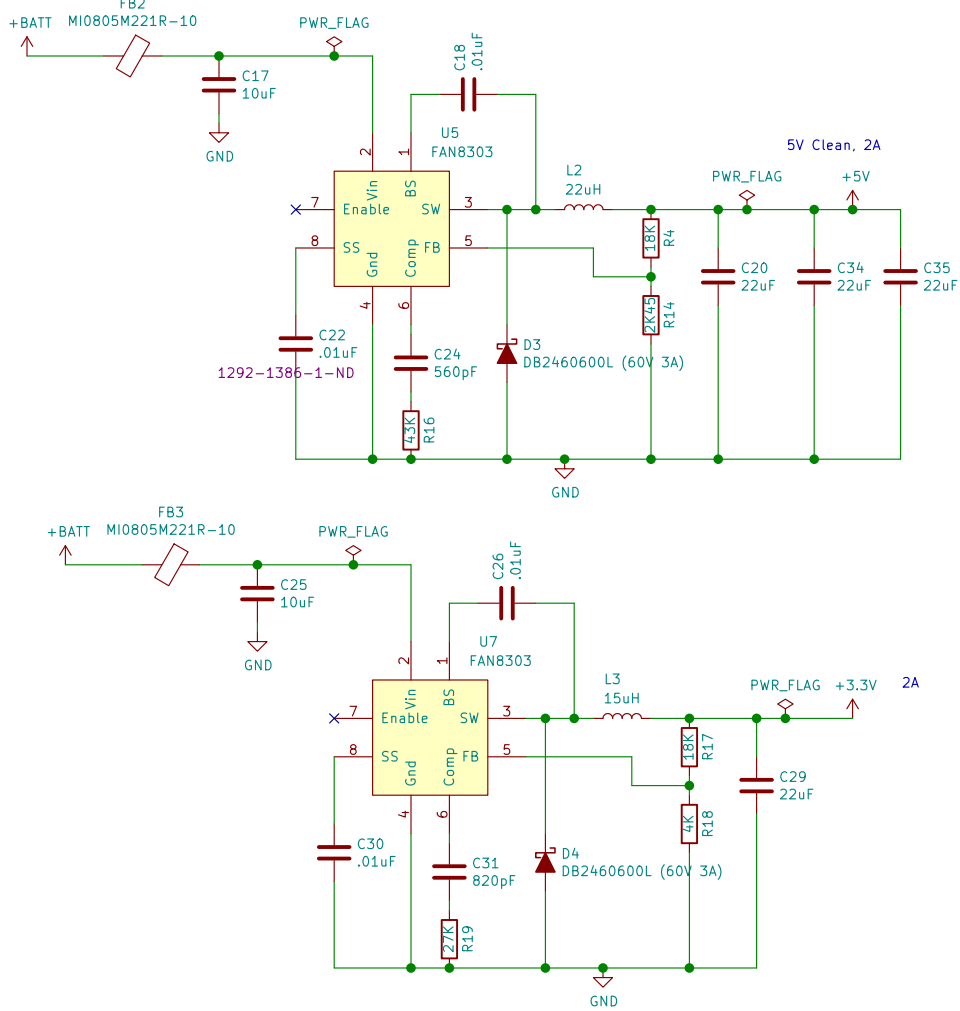 FB2
+BATT
MI0805M221R-10
PWR_FLAG
C17
10uF
GND
C18
.01uF
U5
FAN8303
2
1
Vin
BS
7
Enable
SW
3
8
SS
FB
5
Gnd
Comp
4
6
L2
22uH
5V Clean, 2A
PWR_FLAG
+5V
18K
R4
2K45
R14
C20
22uF
C34
22uF
C35
22uF
C22
.01uF
1292-1386-1-ND
C24
560pF
43K
R16
D3
DB2460600L (60V 3A)
GND
FB3
+BATT
MI0805M221R-10
PWR_FLAG
C25
10uF
GND
C26
.01uF
U7
FAN8303
2
1
Vin
BS
7
Enable
SW
3
8
SS
FB
5
Gnd
Comp
4
6
L3
15uH
PWR_FLAG
+3.3V
2A
18K
R17
4K
R18
C29
22uF
C30
.01uF
C31
820pF
27K
R19
D4
DB2460600L (60V 3A)
GND